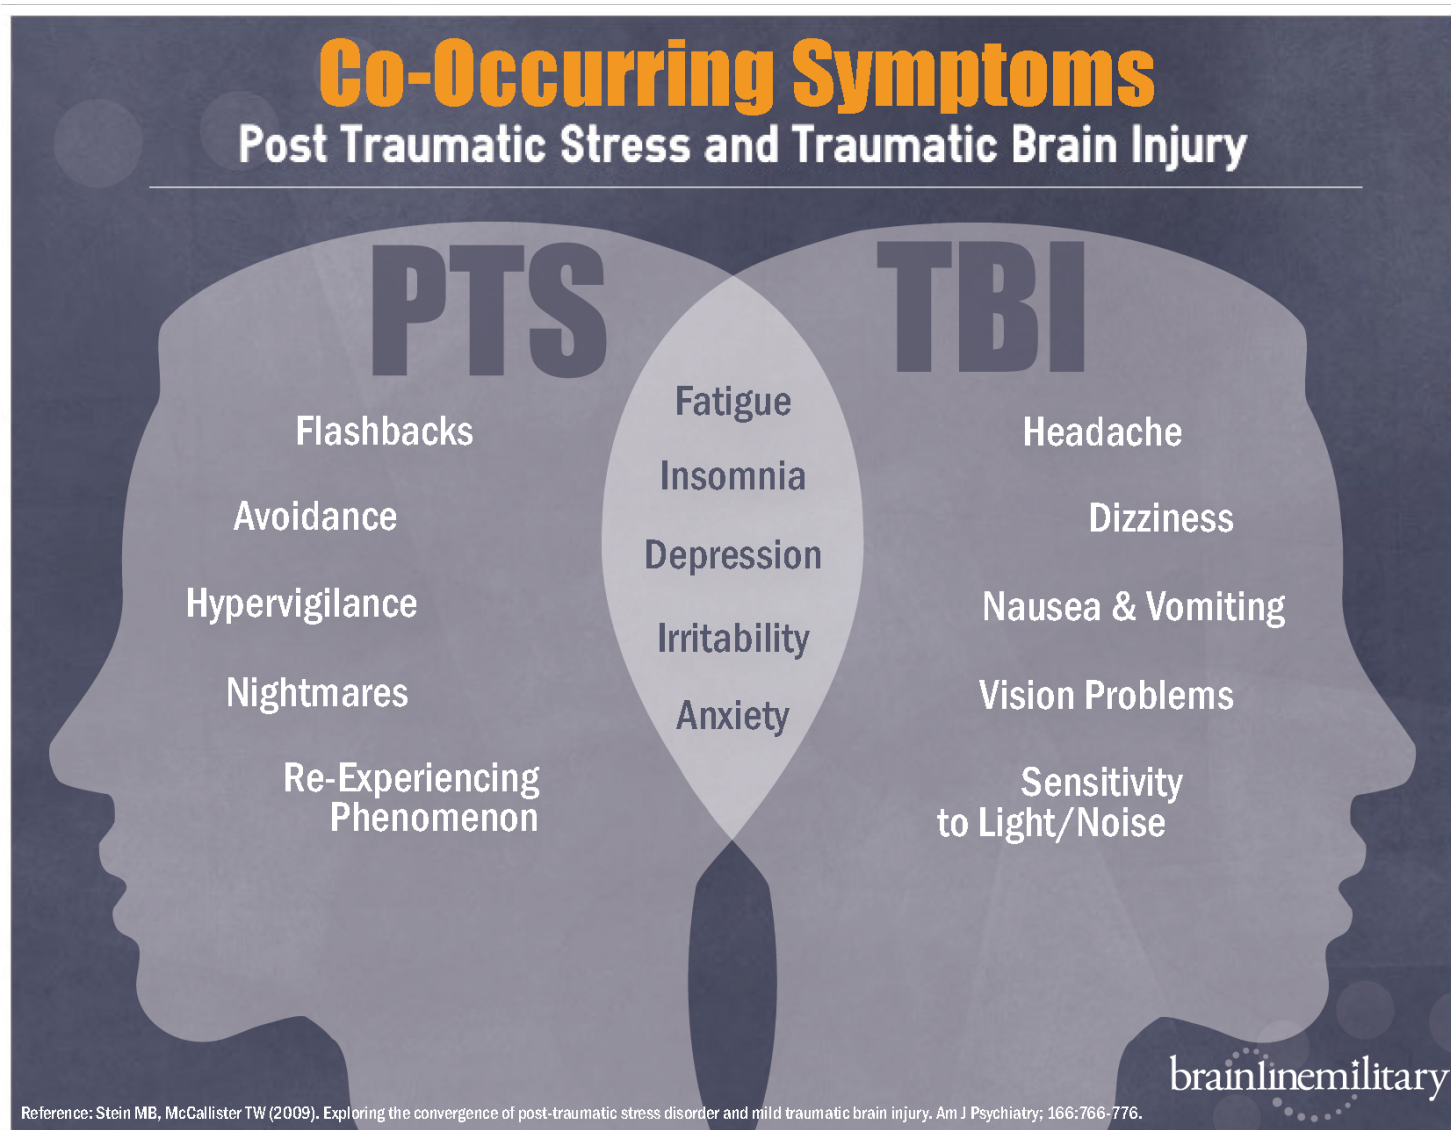 Co-Occurring Symptoms
Post Traumatic Stress and Traumatic Brain Injury
PTS
Flashbacks
Avoidance
Hypervigilance
Nightmares
Re-Experiencing
Phenomenon
Fatigue
Insomnia
Depression
Irritability
Anxiety
TBI
Headache
Dizziness
Nausea & Vomiting
Vision Problems
Sensitivity
to Light/Noise
brainlinemilitary
Reference: Stein MB, McCallister TW (2009). Exploring the convergence of post-traumatic stress disorder and mild traumatic brain injury. Am J Psychiatry; 166:766-776.